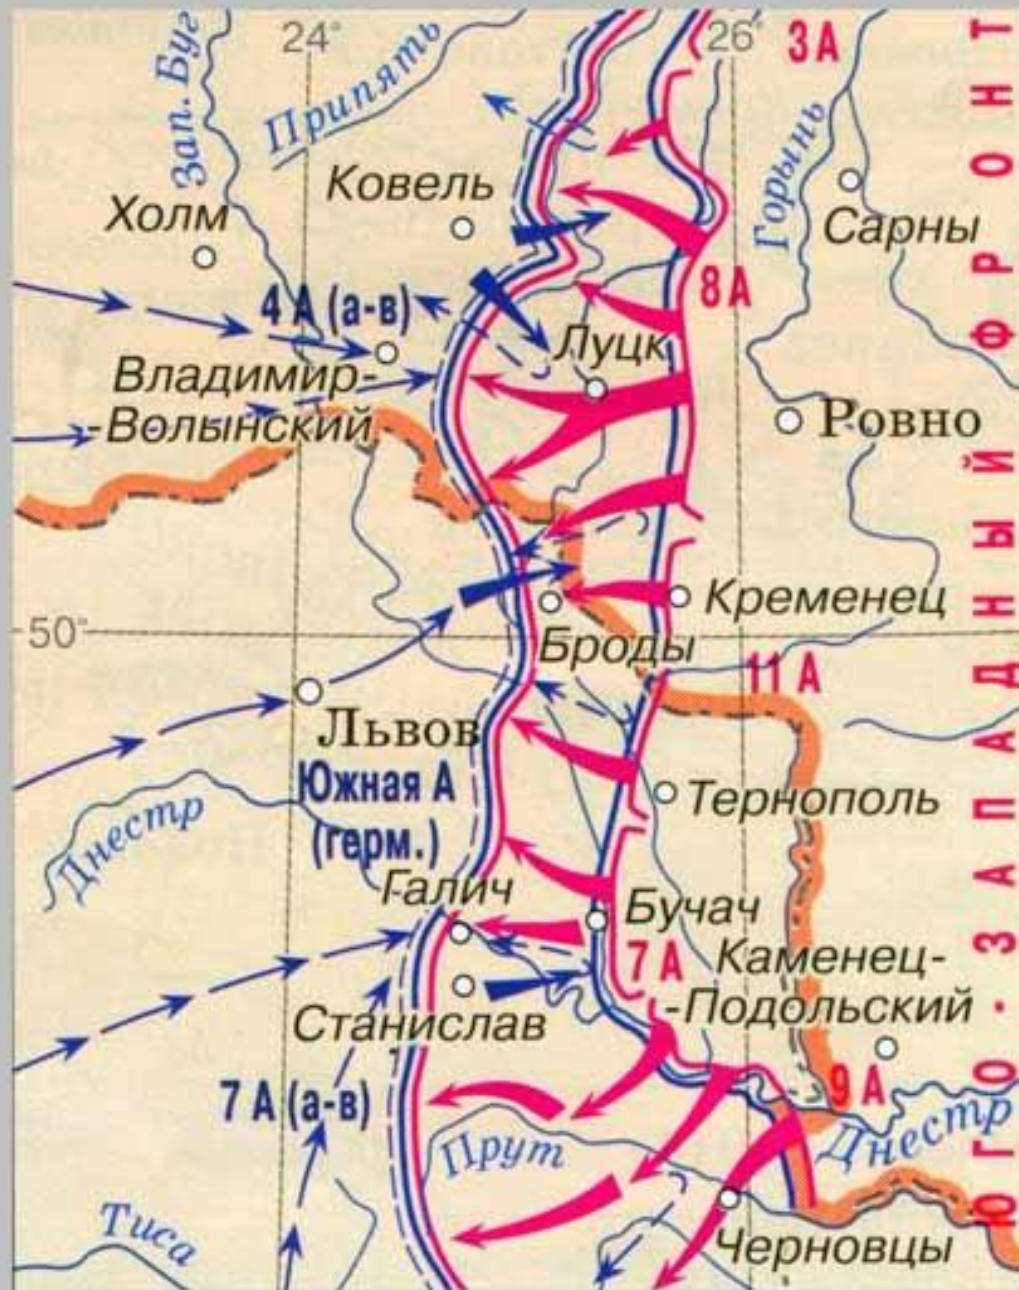 24°
26°
3 А
Зап. Буг
Припять
Ковель
Холм
Горынь
Сарны
8 А
4 А (а-в)
Луцк
Владимир-
-Волынский
Ровно
Кременец
50°
Броды
11 А
Львов
Южная А
(герм.)
Тернополь
Днестр
Галич
Бучач
7 А
Каменец-
-Подольский
Станислав
7 А (а-в)
9 А
Днестр
Прут
Тиса
Черновцы
ЮГО-ЗАПАДНЫЙ ФРОНТ